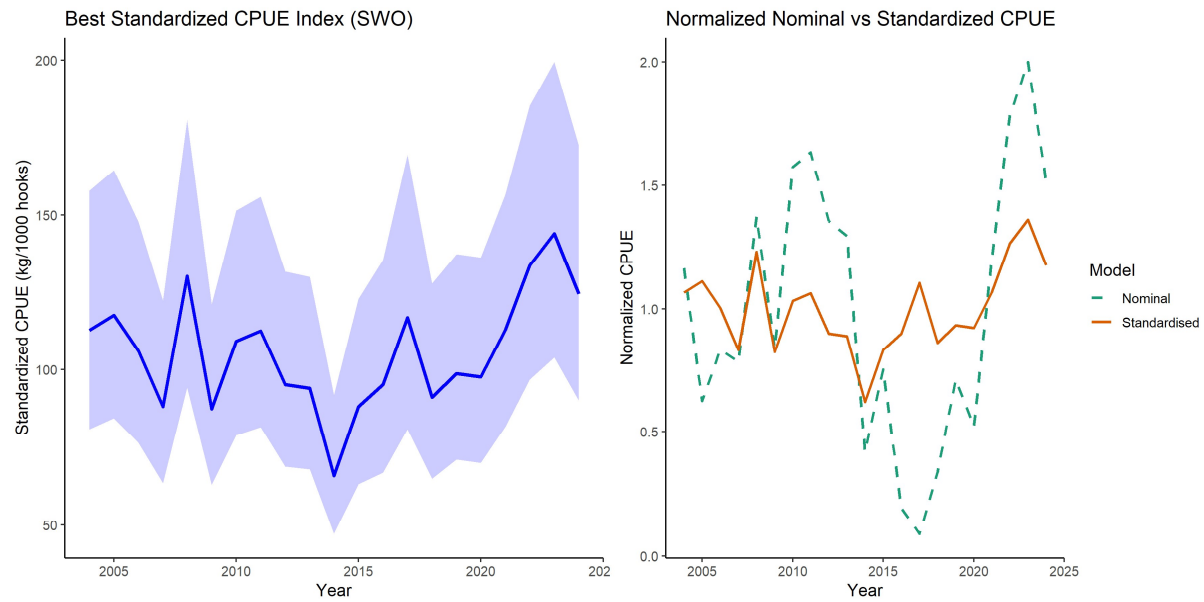 Best Standardized CPUE Index (SWO)
Standardized CPUE (kg/1000 hooks)
200
150
100
50
2005
2010
2015
2020
202
Year
Normalized Nominal vs Standardized CPUE
Normalized CPUE
2.0
1.5
1.0
0.5
0.0
2005
2010
2015
2020
2025
Year
Model
Nominal
Standardised